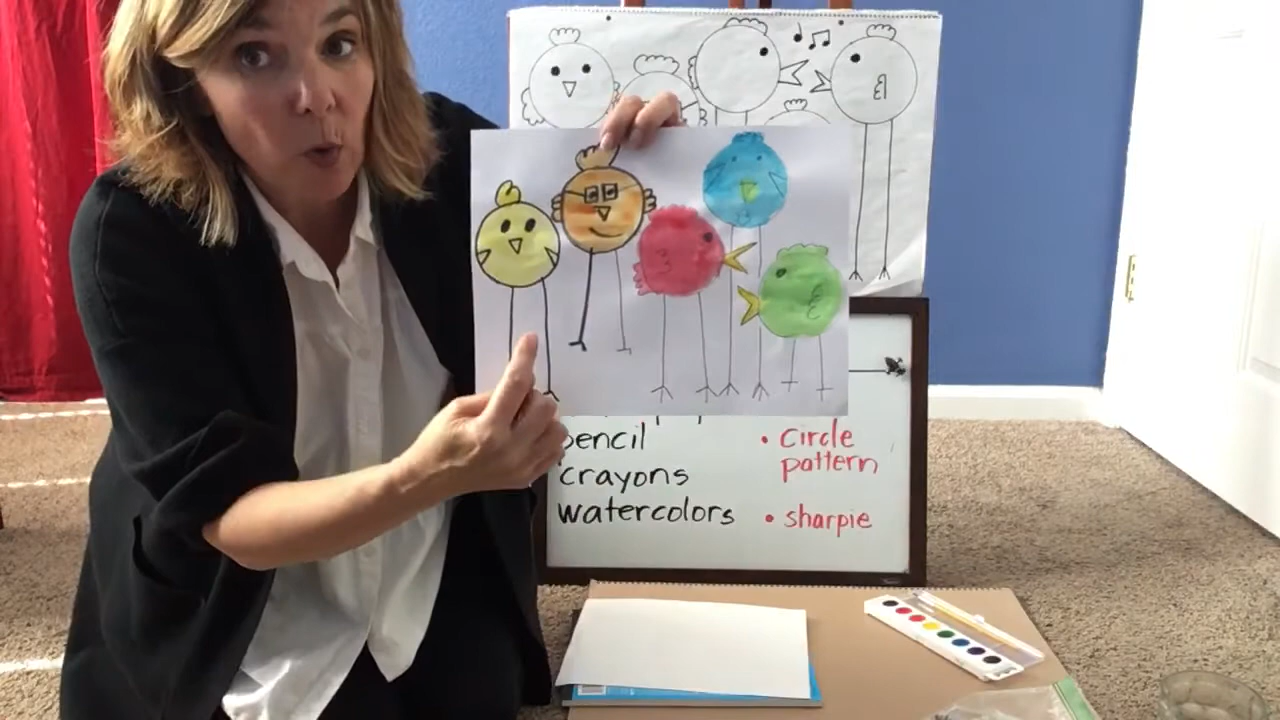 pencil
crayons
watercolors
• Circle
pattern
• sharpie